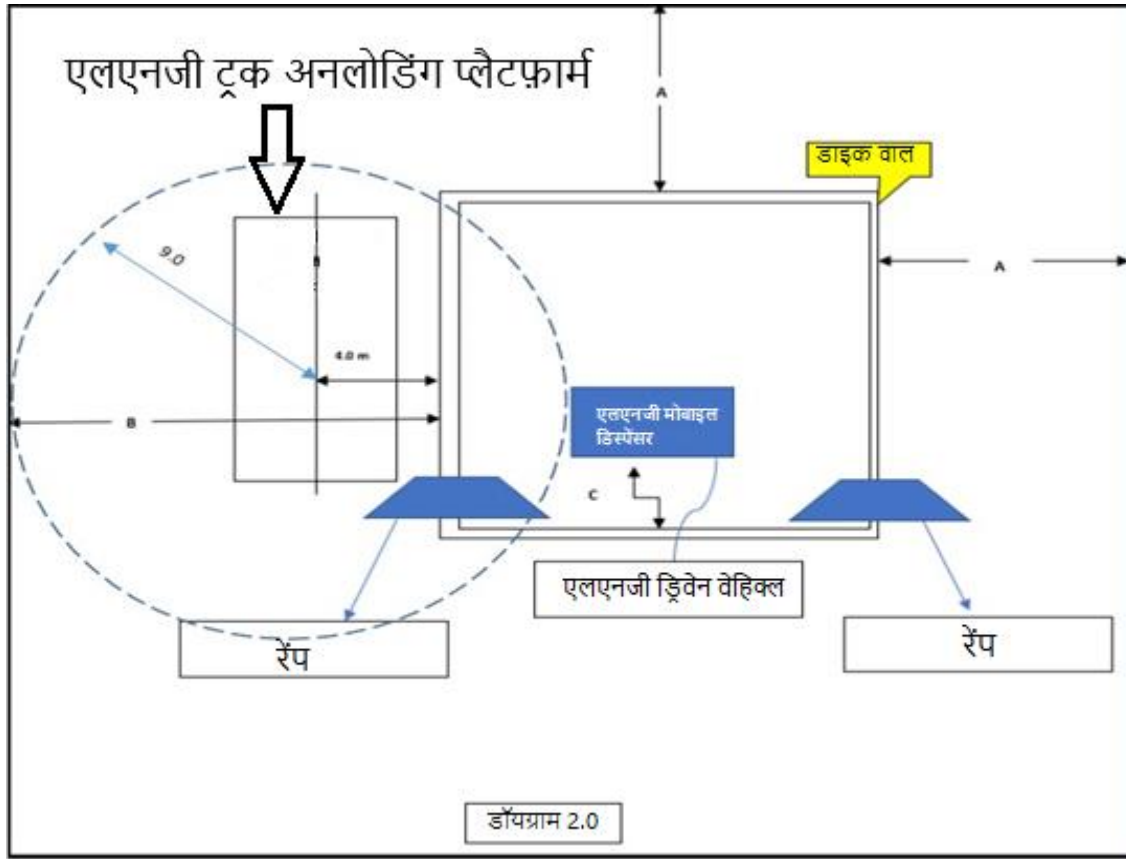 एलएनजी ट्रक अनलोडिंग प्लैटफ़ार्म
A
डाइक वाल
9.0
A
4.0 m
B
एलएनजी मोबाइल
डिस्पेंसर
C
एलएनजी ड्रिवेन वेहिक्ल
रेंप
रेंप
डॉयग्राम 2.0